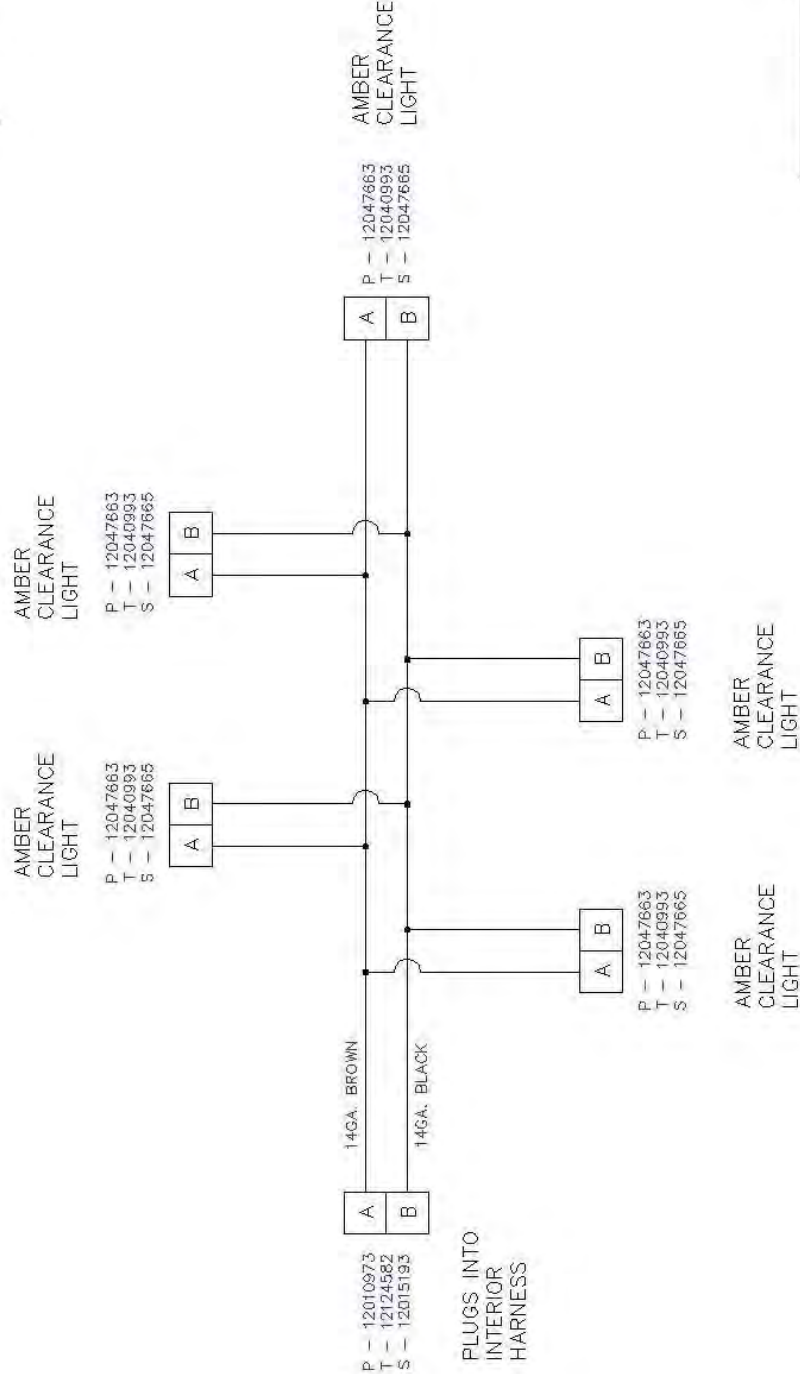 AMBER
CLEARANCE
LIGHT
P - 12047663
T - 12040993
S - 12047665
A B
AMBER
CLEARANCE
LIGHT
P - 12047663
T - 12040993
S - 12047665
A B
P - 12010973
T - 12124582
S - 12015193
A
B
PLUGS INTO
INTERIOR
HARNESS
14GA. BROWN
14GA. BLACK
A
B
P - 12047663
T - 12040993
S - 12047665
AMBER
CLEARANCE
LIGHT
A B
P - 12047663
T - 12040993
S - 12047665
AMBER
CLEARANCE
LIGHT
A B
P - 12047663
T - 12040993
S - 12047665
AMBER
CLEARANCE
LIGHT